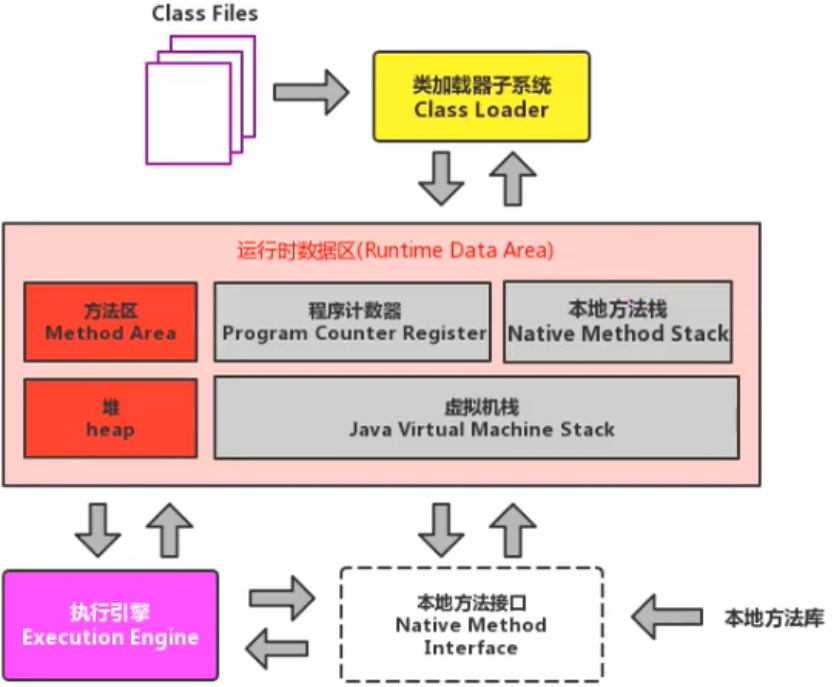 Class Files
类加载器子系统
Class Loader
运行时数据区(Runtime Data Area)
方法区
Method Area
程序计数器
Program Counter Register
本地方法栈
Native Method Stack
堆
heap
虚拟机栈
Java Virtual Machine Stack
执行引擎
Execution Engine
本地方法接口
Native Method
Interface
本地方法库